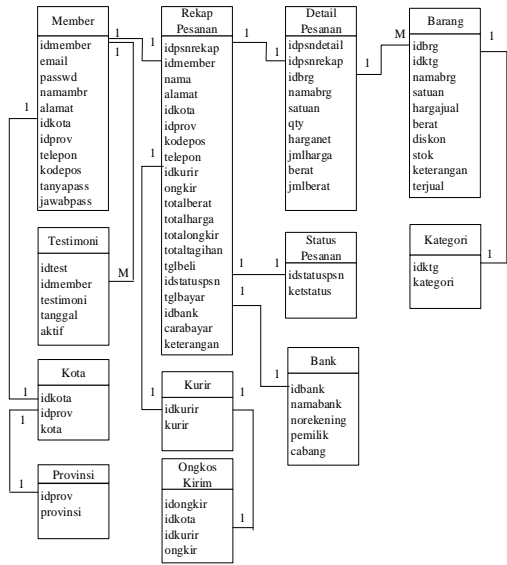 Member
idmember
email
passwd
namambr
alamat
idkota
idprov
telepon
kodepos
tanyapass
jawabpass
1
1
1
Rekap
Pesanan
idpsnrekap
idmember
nama
alamat
idkota
idprov
kodepos
telepon
idkurir
ongkir
totalberat
totalharga
totalongkir
totaltagihan
tglbeli
idstatuspsn
tglbayar
idbank
carabayar
keterangan
1
1
1
1
1
Detail
Pesanan
idpsndetail
idpsnrekap
idbrg
namabrg
satuan
qty
harganet
jmlharga
berat
jmlberat
1
1
Barang
idbrg
idktg
namabrg
satuan
hargajual
berat
diskon
stok
keterangan
terjual
M
1
Testimoni
idtest
idmember
testimoni
tanggal
aktif
M
Status
Pesanan
idstatuspsn
ketstatus
1
Kategori
idktg
kategori
1
Kota
idkota
idprov
kota
1
1
Kurir
idkurir
kurir
1
1
Bank
idbank
namabank
norekening
pemilik
cabang
1
Provinsi
idprov
provinsi
1
Ongkos
Kirim
idongkir
idkota
idkurir
ongkir
1